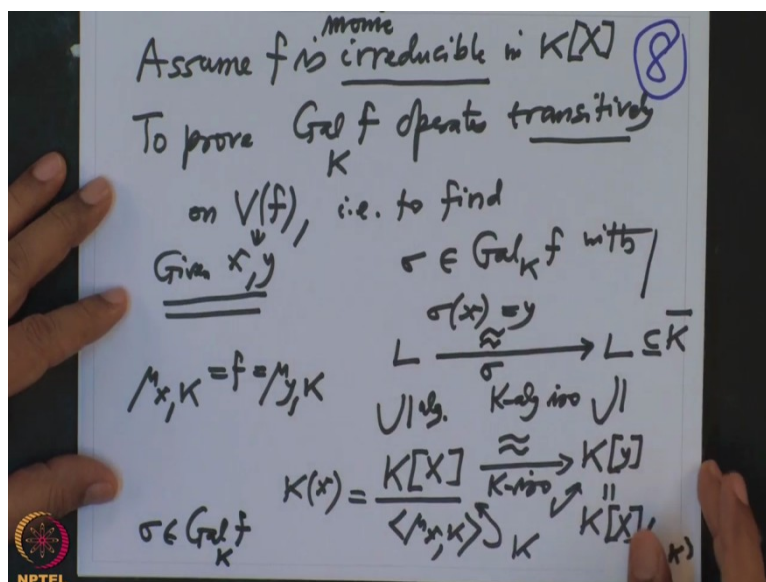 monic
Assume f is irreducible in K[X]
8
To prove Gal_K f operates transitively
on V(f), i.e. to find
Given x, y
σ ∈ Gal_K f with
σ(x) = y
L ≈ σ → L ⊆ K̄
μ_{x,K} = f = μ_{y,K}
∪| alg. K-alg iso ∪|
K(x) = K[X] / <μ_{x,K}> ≈ K-iso → K[y]
K
||
K[X]/
σ ∈ Gal_K f
NPTEL